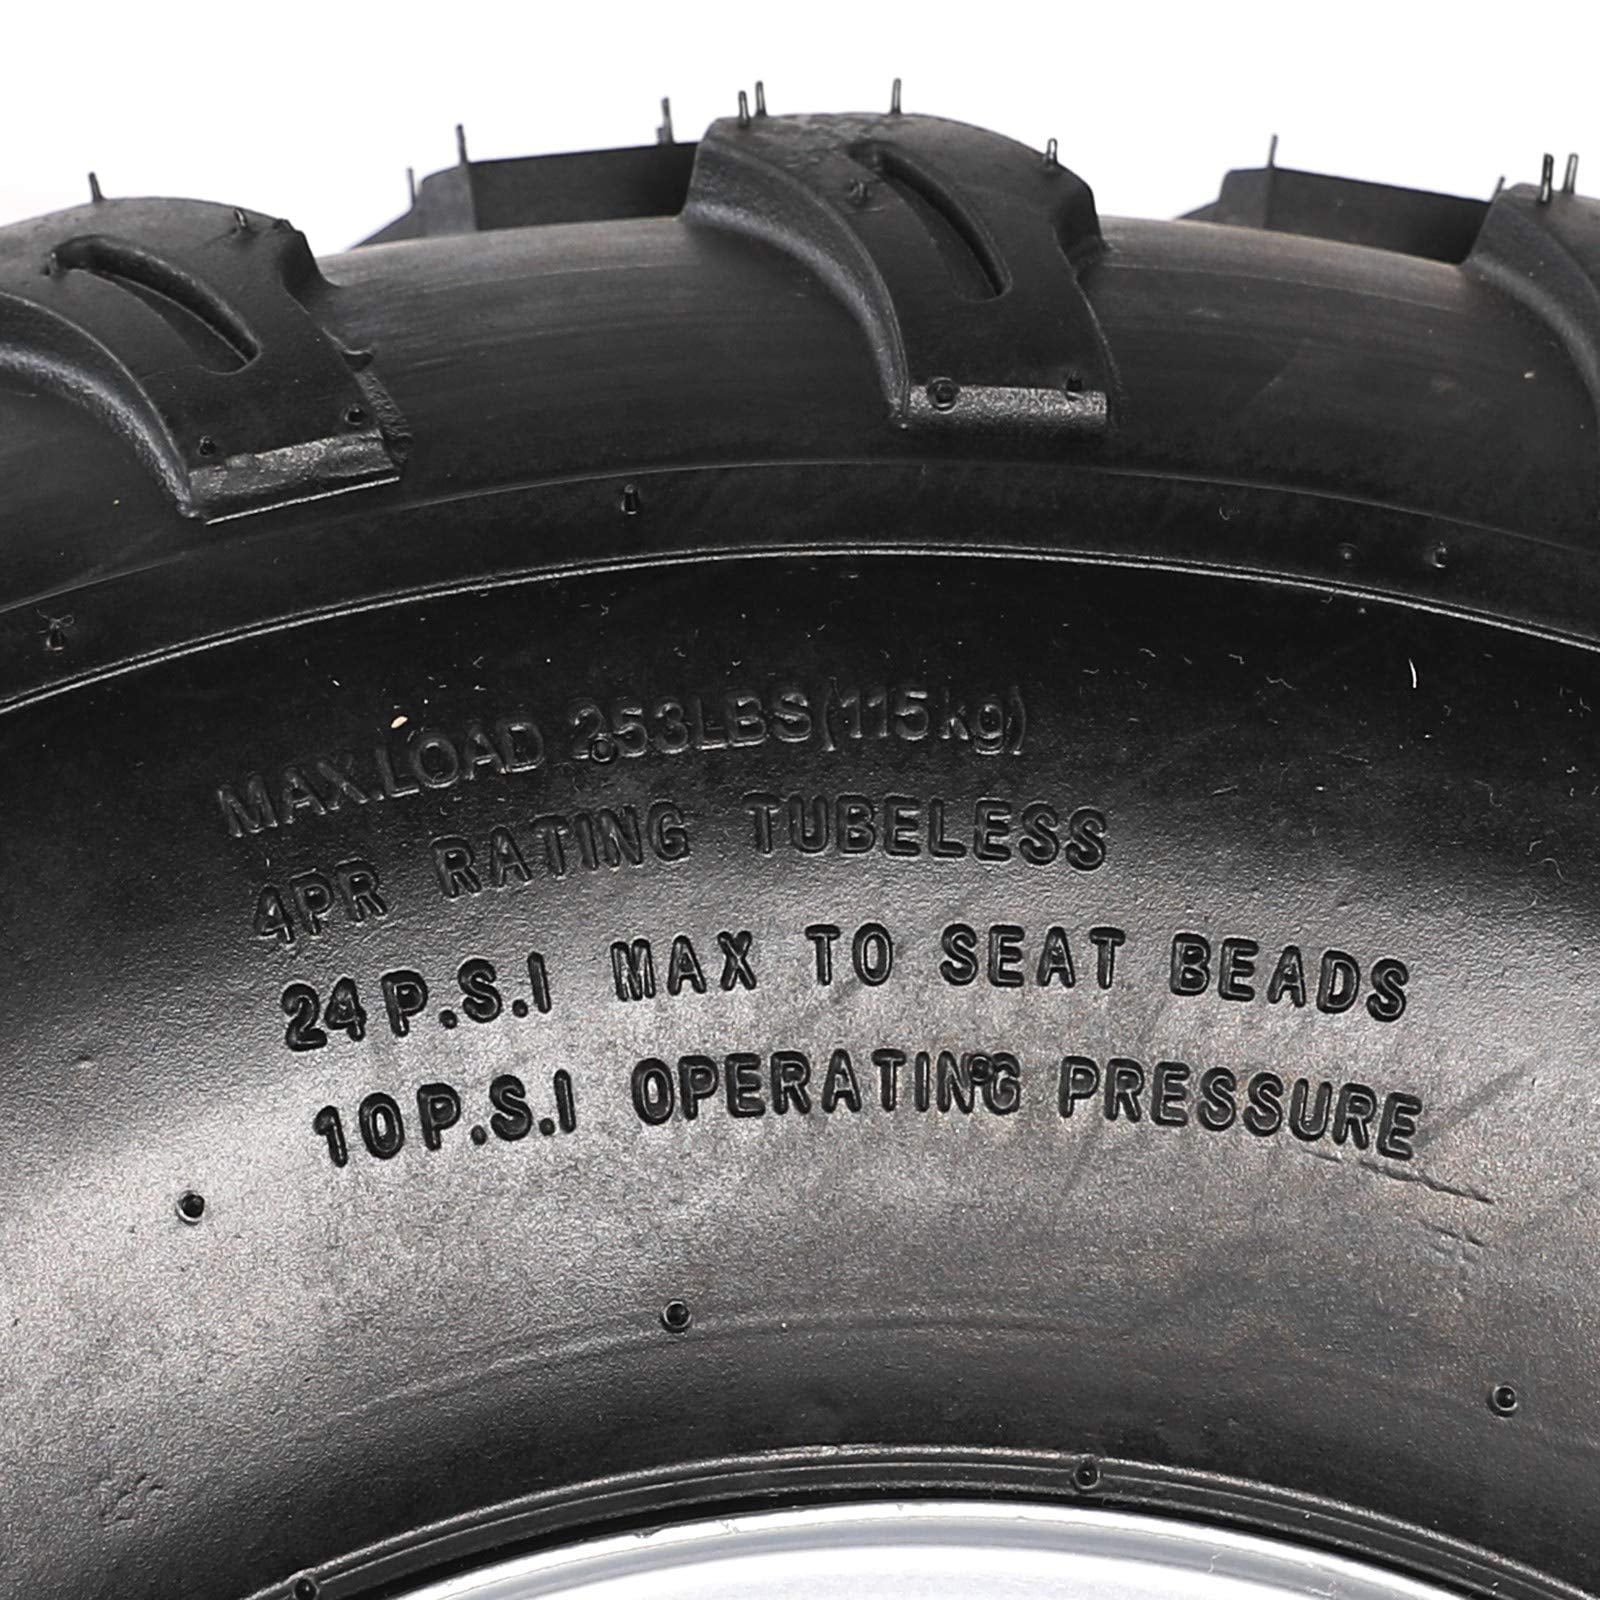 MAX.LOAD 253LBS(115kg)
4PR RATING TUBELESS
24P.S.I MAX TO SEAT BEADS
10P.S.I OPERATING PRESSURE